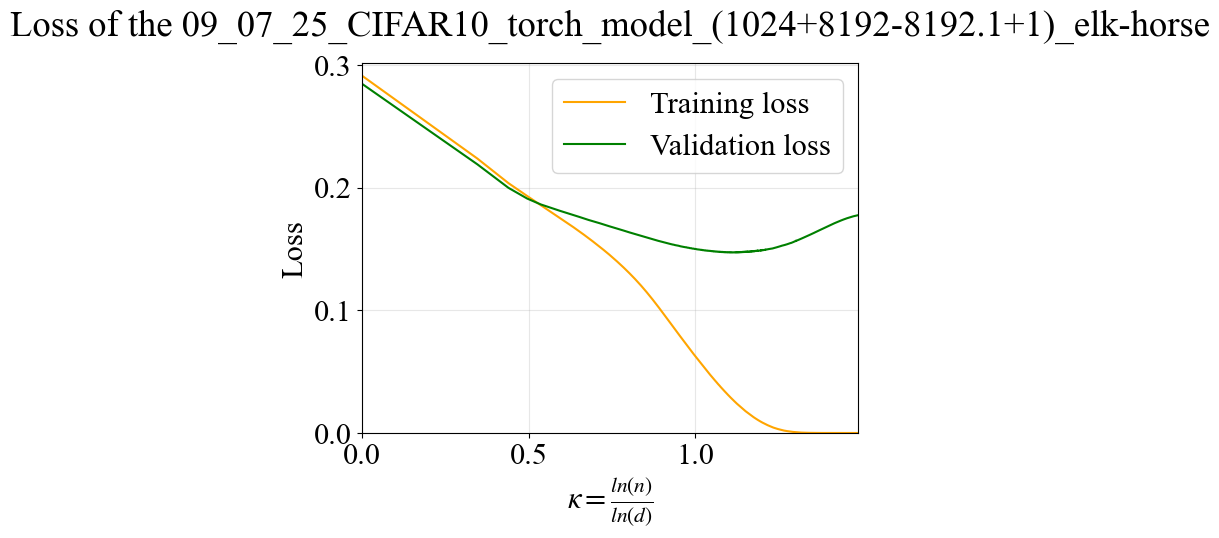 Loss of the 09_07_25_CIFAR10_torch_model_(1024+8192-8192.1+1)_elk-horse
0.3
0.2
0.1
0.0
Loss
Training loss
Validation loss
0.0 0.5 1.0
κ = ln(n)/ln(d)